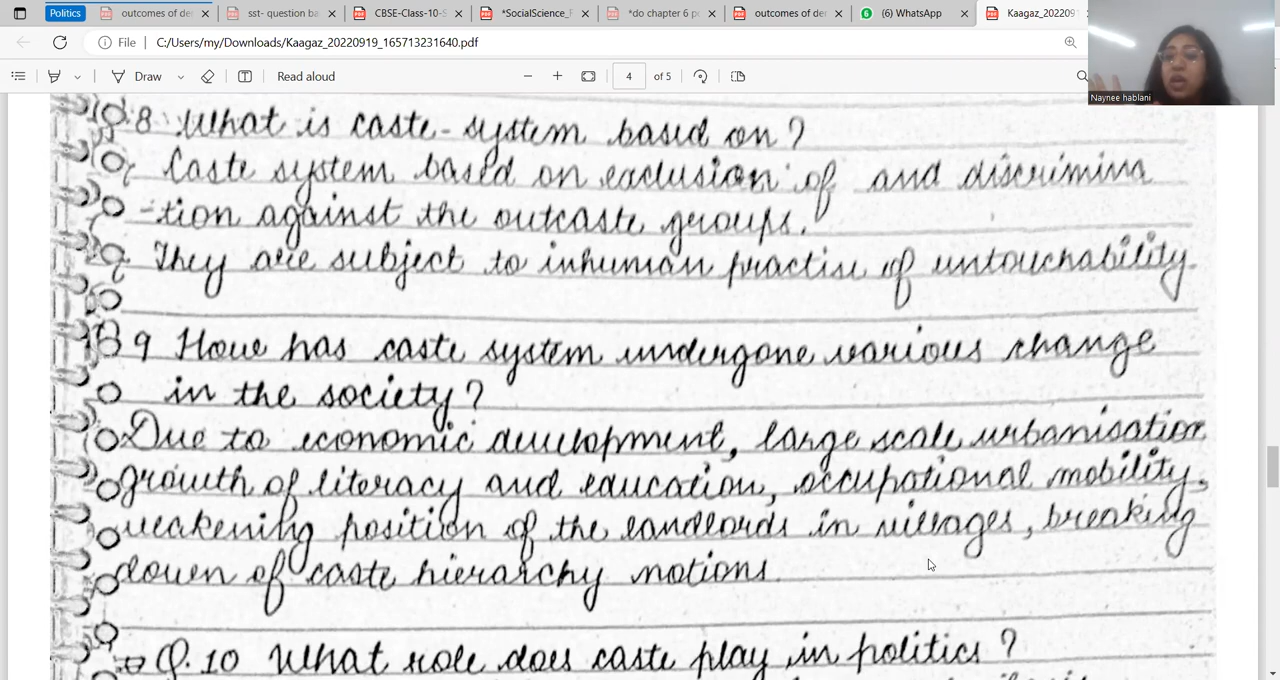 Politics
outcomes of de
sst- question ba
CBSE-Class-10-S
*SocialScience_F
*do chapter 6 p
outcomes of der
(6) WhatsApp
Kaagaz_2022091
File C:/Users/my/Downloads/Kaagaz_20220919_165713231640.pdf
Draw Read aloud 4 of 5
Naynee hablani
Q.8 What is caste-system based on?
Caste system based on exclusion of and discrimina
-tion against the outcaste groups.
They are subject to inhuman practise of untouchability
9 How has caste system undergone various change
in the society?
Due to economic development, large scale urbanisation,
growth of literacy and education, occupational mobility,
weakening position of the landlords in villages, breaking
down of caste hierarchy notions.
Q.10 What role does caste play in politics?